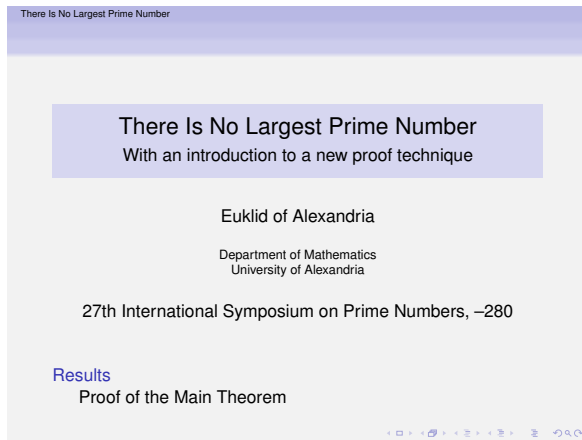 There Is No Largest Prime Number
There Is No Largest Prime Number
With an introduction to a new proof technique
Euklid of Alexandria
Department of Mathematics
University of Alexandria
27th International Symposium on Prime Numbers, –280
Results
Proof of the Main Theorem